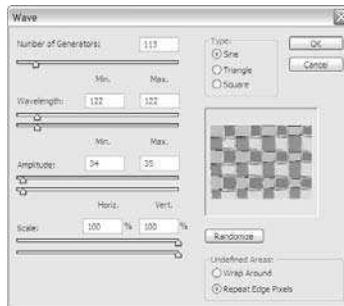 Wave
Number of Generators: 113
Min. Max.
Wavelength: 122 122
Min. Max.
Amplitude: 34 35
Horiz. Vert.
Scale: 100 % 100 %
Type:
Sine
Triangle
Square
OK
Cancel
Randomize
Undefined Areas:
Wrap Around
Repeat Edge Pixels